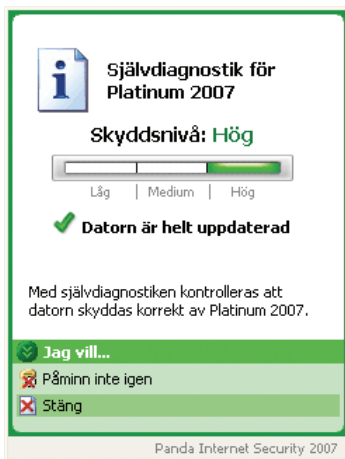 Självdiagnostik för
Platinum 2007
Skyddsnivå: Hög
Låg | Medium | Hög
Datorn är helt uppdaterad
Med självdiagnostiken kontrolleras att
datorn skyddas korrekt av Platinum 2007.
Jag vill...
Påminn inte igen
Stäng
Panda Internet Security 2007